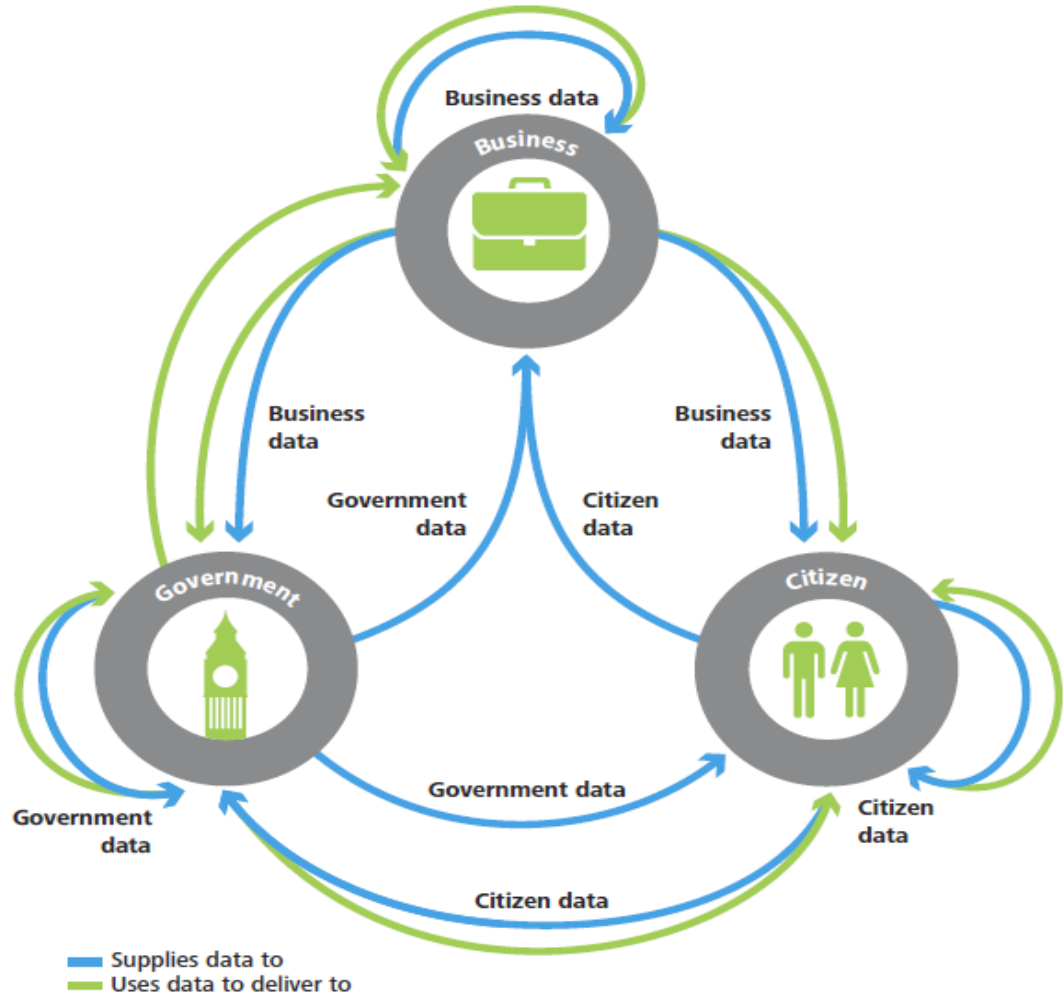 Business data
Business
Business
data
Business
data
Government
data
Citizen
data
Government
Citizen
Government data
Government
data
Citizen
data
Citizen data
Supplies data to
Uses data to deliver to